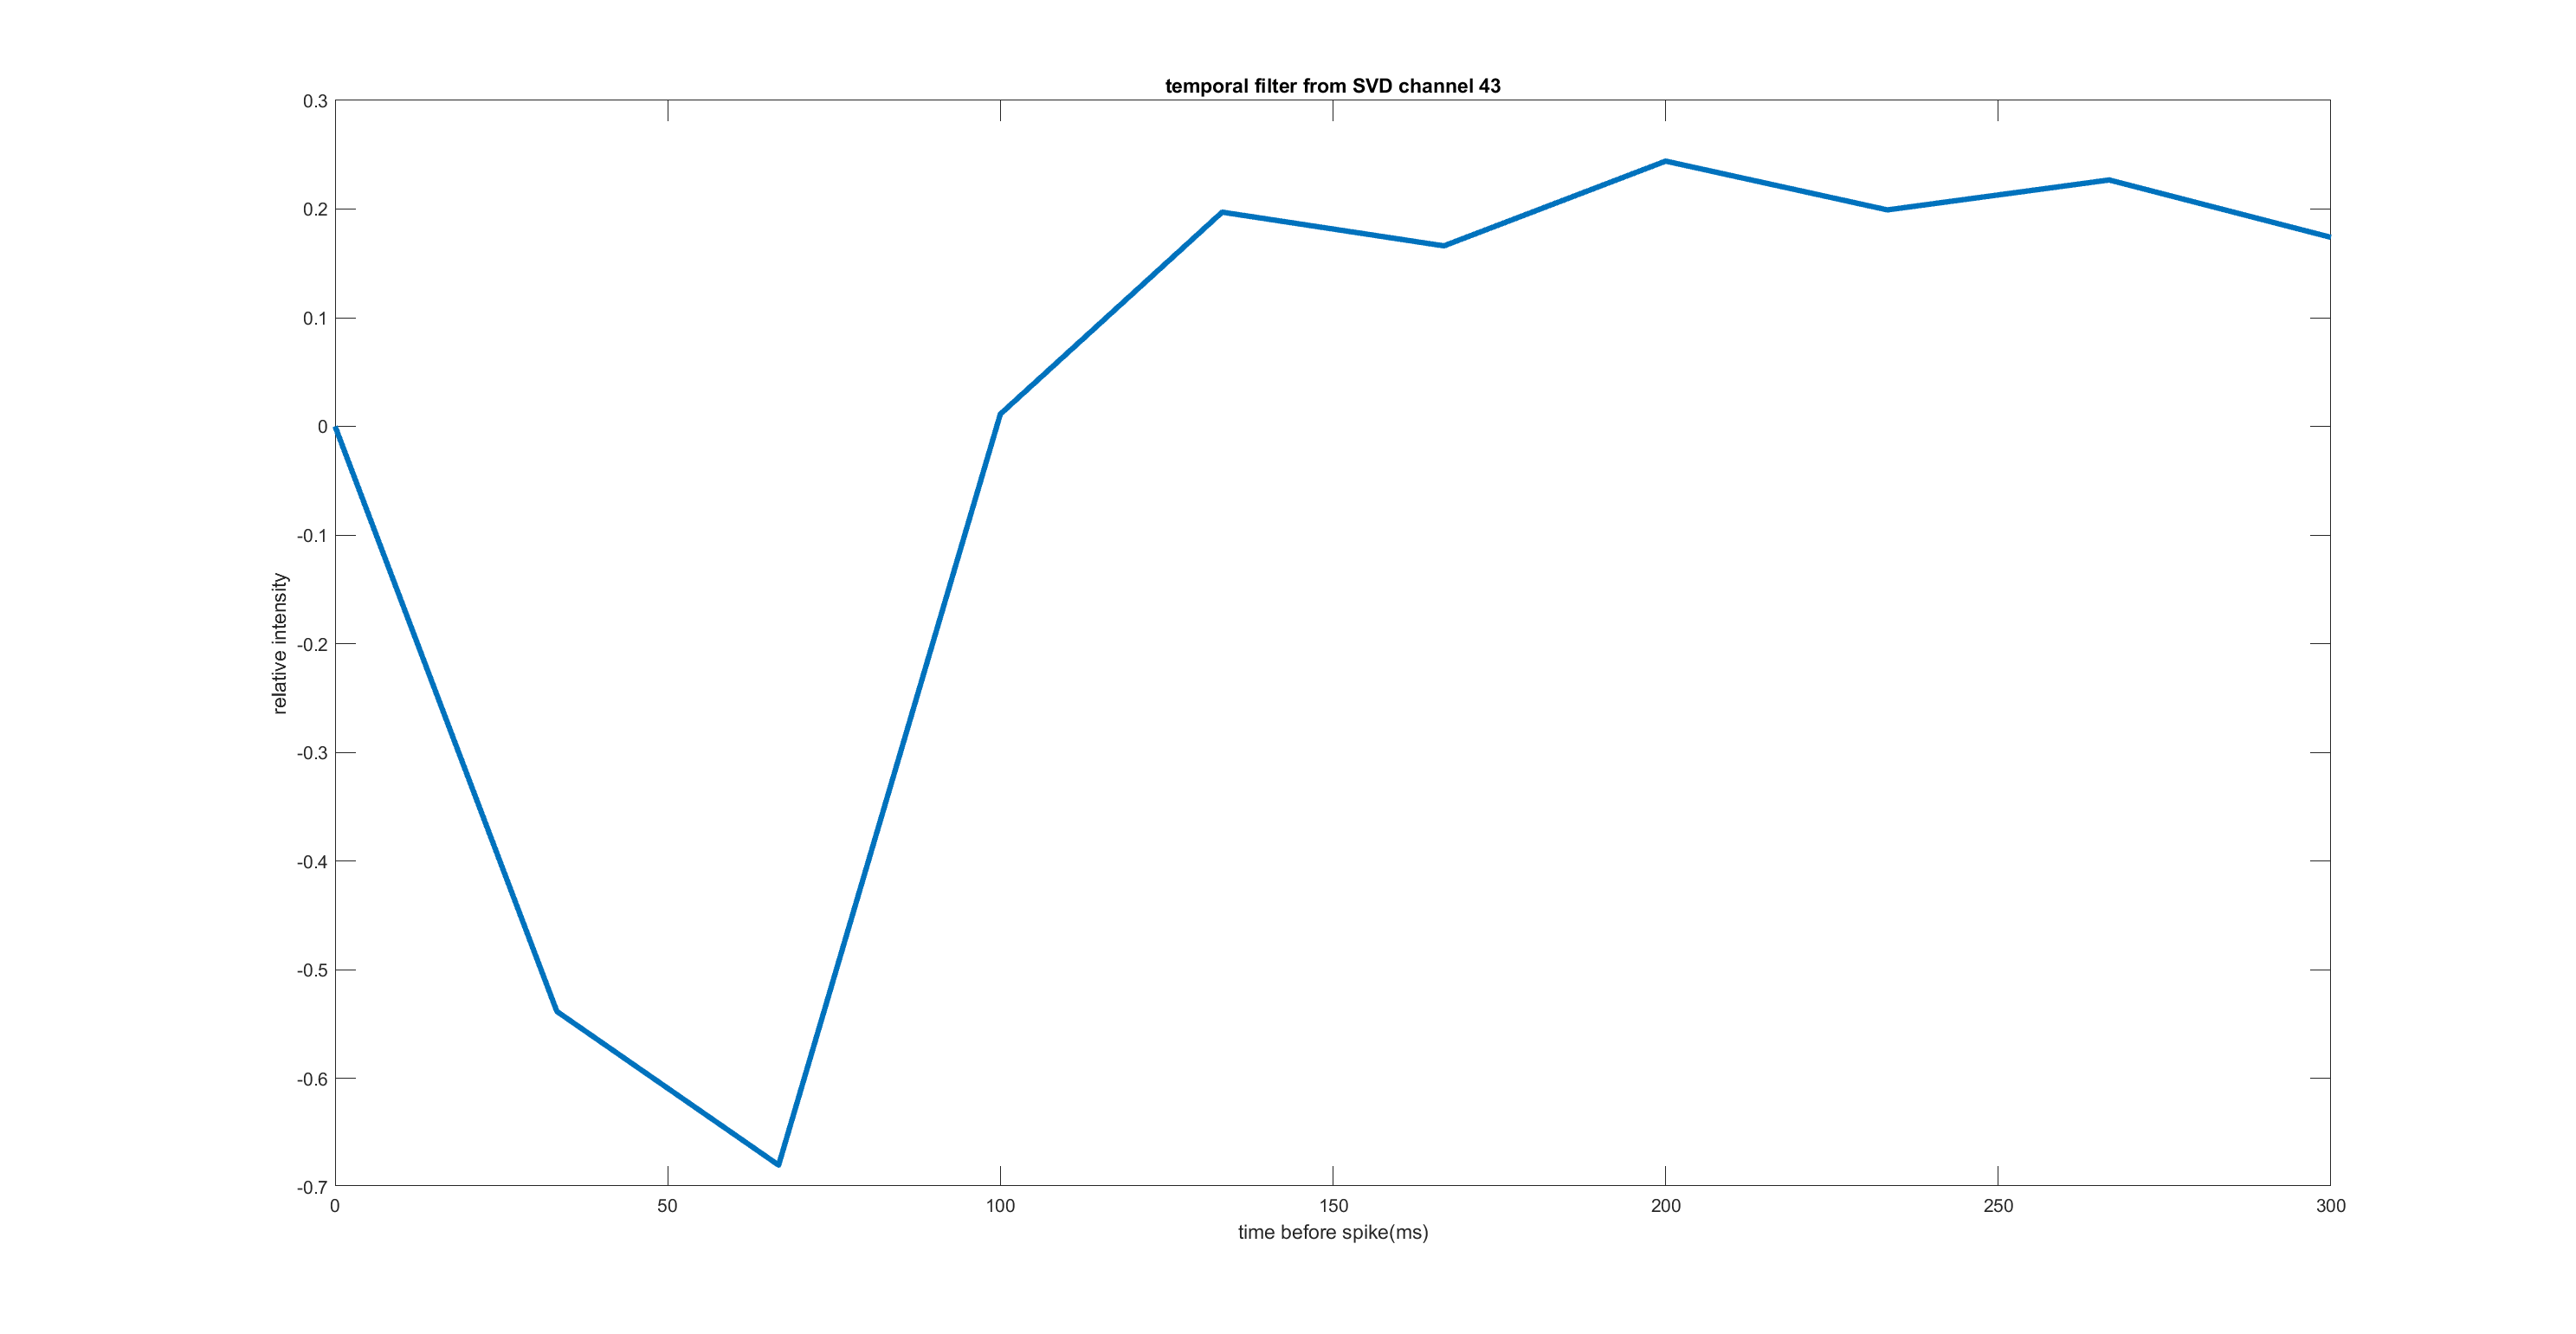 temporal filter from SVD channel 43
0.3
0.2
0.1
0
-0.1
-0.2
-0.3
-0.4
-0.5
-0.6
-0.7
relative intensity
0 50 100 150 200 250 300
time before spike(ms)